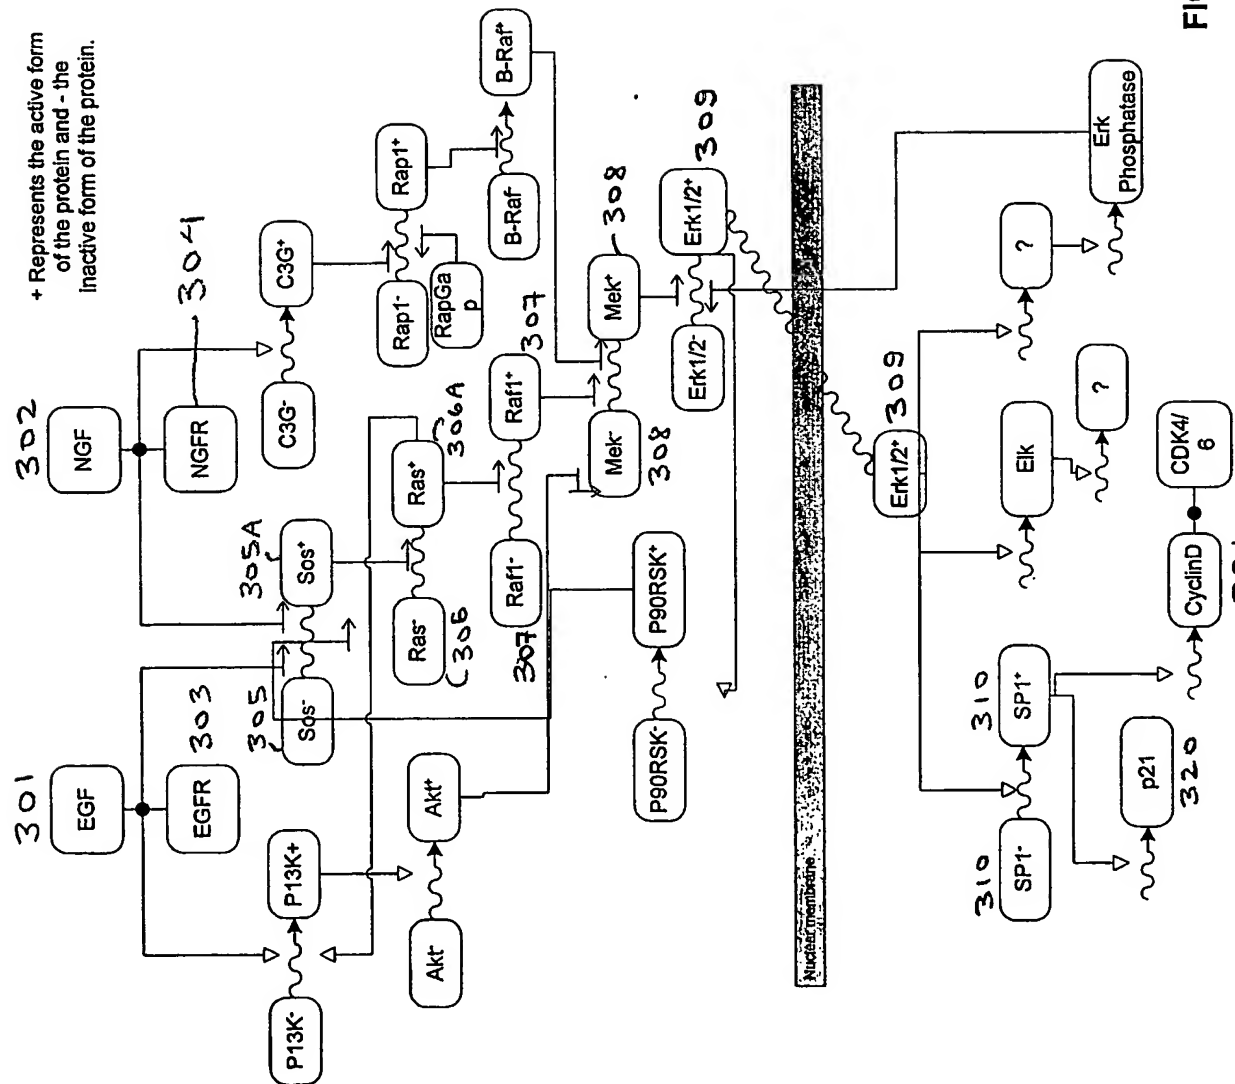 + Represents the active form
of the protein and - the
inactive form of the protein.
301
302
EGF
NGF
303
304
EGFR
NGFR
305
305A
P13K-
P13K+
Sos-
Sos+
C3G-
C3G+
306
306A
Akt-
Akt+
Ras-
Ras+
Rap1-
Rap1+
RapGa
p
307
307
Raf1-
Raf1+
B-Raf-
B-Raf+
308
308
Mek-
Mek+
P90RSK-
P90RSK+
Erk1/2-
Erk1/2+
309
Nuclear membrane
Erk1/2+
309
310
310
SP1-
SP1+
Elk
?
Erk
Phosphatase
p21
320
CyclinD
CDK4/
6
?